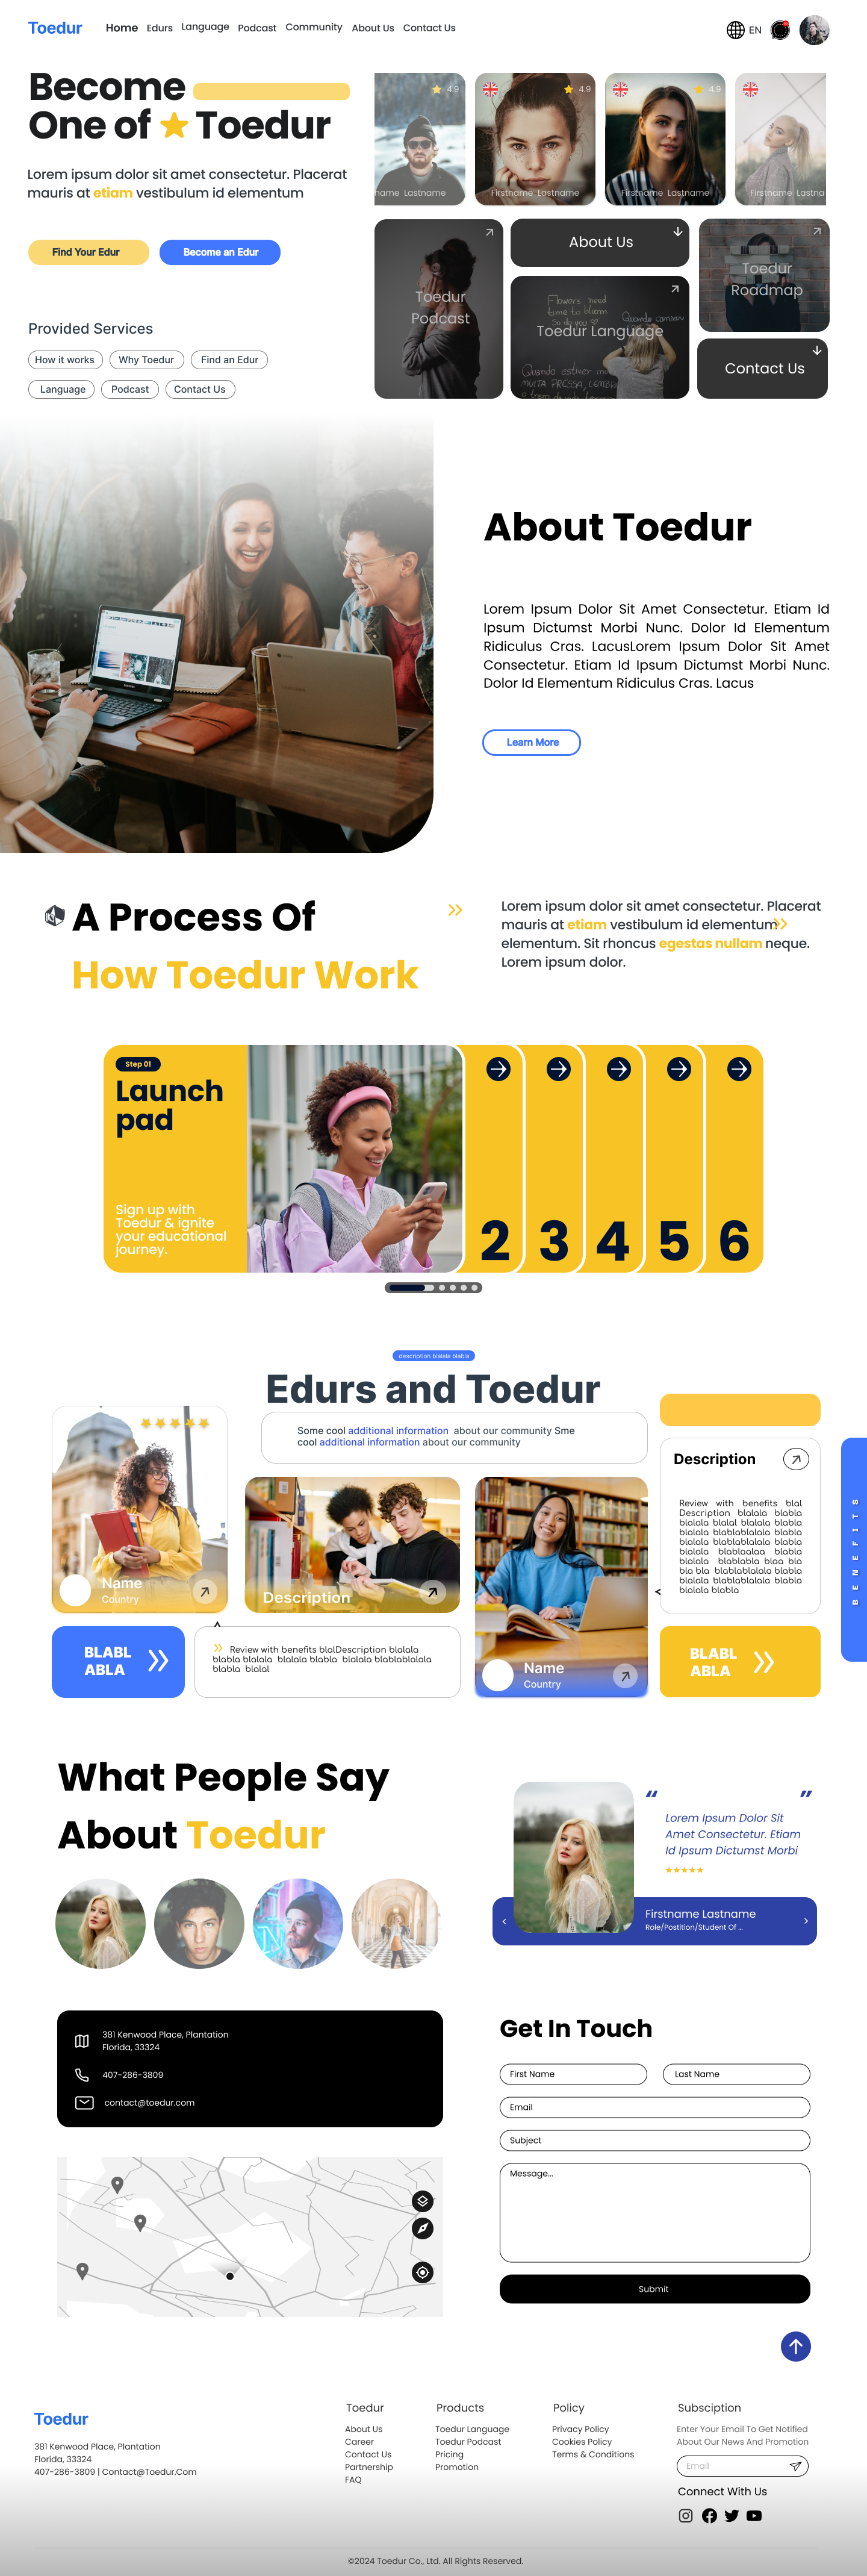 Toedur
Home Edurs Language Podcast Community About Us Contact Us
EN
Become
One of Toedur
Lorem ipsum dolor sit amet consectetur. Placerat
mauris at etiam vestibulum id elementum
Find Your Edur
Become an Edur
Provided Services
How it works
Why Toedur
Find an Edur
Language
Podcast
Contact Us
4.9
name Lastname
4.9
Firstname Lastname
4.9
Firstname Lastname
Firstname Lastna
Toedur
Podcast
About Us
Flowers need
time to bloom
So do you
Quando cansar
Toedur Language
Quando estiver
MUITA PRESSA,
Toedur
Roadmap
Contact Us
About Toedur
Lorem Ipsum Dolor Sit Amet Consectetur. Etiam Id
Ipsum Dictumst Morbi Nunc. Dolor Id Elementum
Ridiculus Cras. LacusLorem Ipsum Dolor Sit Amet
Consectetur. Etiam Id Ipsum Dictumst Morbi Nunc.
Dolor Id Elementum Ridiculus Cras. Lacus
Learn More
A Process Of
How Toedur Work
Lorem ipsum dolor sit amet consectetur. Placerat
mauris at etiam vestibulum id elementum
elementum. Sit rhoncus egestas nullam neque.
Lorem ipsum dolor.
Step 01
Launch
pad
Sign up with
Toedur & ignite
your educational
journey.
2
3
4
5
6
description blalala blabla
Edurs and Toedur
Some cool additional information about our community Sme
cool additional information about our community
Name
Country
Description
Name
Country
Description
Review with benefits blal
Description blalala blabla
blalala blalal blalala blabla
blalala blablablalala blabla
blalala blablablalala blabla
blalala blablaalaa blabla
blalala blablabla blaa bla
bla bla blablablalala blabla
blalala blablablalala blabla
blalala blabla
BENEFITS
BLABL
ABLA
Review with benefits blalDescription blalala
blabla blalala blalala blabla blalala blablablalala
blabla blalal
BLABL
ABLA
What People Say
About Toedur
“ ”
Lorem Ipsum Dolor Sit
Amet Consectetur. Etiam
Id Ipsum Dictumst Morbi
Firstname Lastname
Role/Postition/Student Of ...
381 Kenwood Place, Plantation
Florida, 33324
407-286-3809
contact@toedur.com
Get In Touch
First Name
Last Name
Email
Subject
Message...
Submit
Toedur
381 Kenwood Place, Plantation
Florida, 33324
407-286-3809 | Contact@Toedur.Com
Toedur
About Us
Career
Contact Us
Partnership
FAQ
Products
Toedur Language
Toedur Podcast
Pricing
Promotion
Policy
Privacy Policy
Cookies Policy
Terms & Conditions
Subsciption
Enter Your Email To Get Notified
About Our News And Promotion
Email
Connect With Us
©2024 Toedur Co., Ltd. All Rights Reserved.